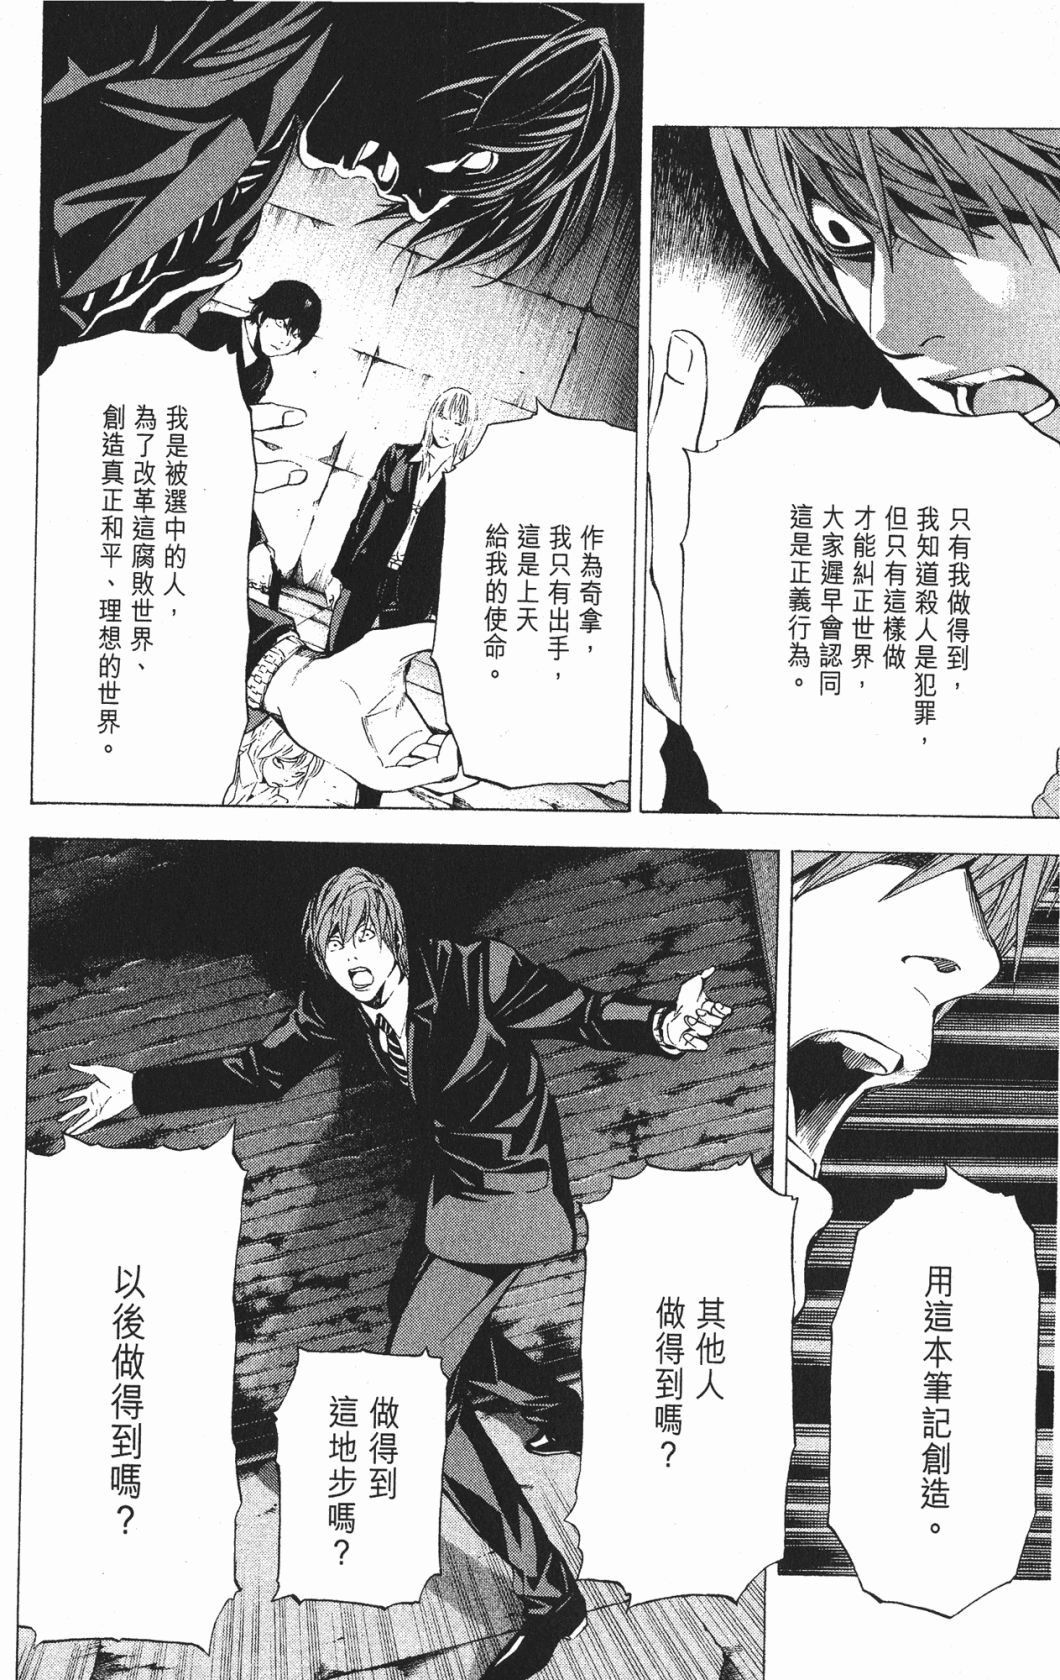 只有我做得到，
我知道殺人是犯罪，
但只有這樣做
才能糾正世界，
大家遲早會認同
這是正義行為。
作為奇拿，
我只有出手，
這是上天
給我的使命。
我是被選中的人，
為了改革這腐敗世界、
創造真正和平、理想的世界。
用這本筆記創造。
其他人
做得到嗎？
做得到
這地步嗎？
以後做得到嗎？